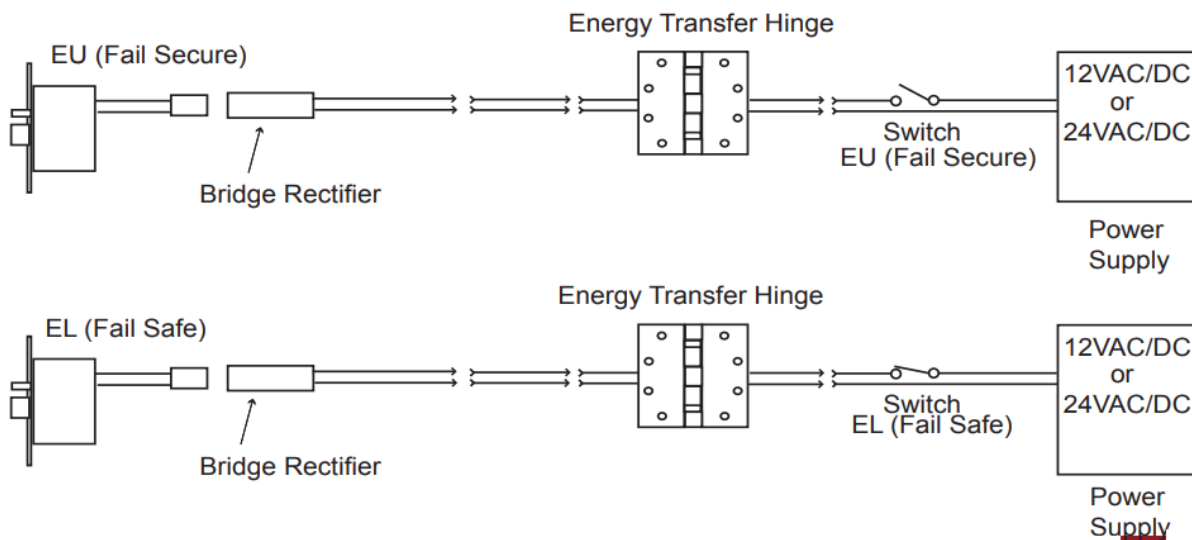 Energy Transfer Hinge
EU (Fail Secure)
12VAC/DC
or
24VAC/DC
Switch
EU (Fail Secure)
Bridge Rectifier
Power
Supply
Energy Transfer Hinge
EL (Fail Safe)
12VAC/DC
or
24VAC/DC
Switch
EL (Fail Safe)
Bridge Rectifier
Power
Supply